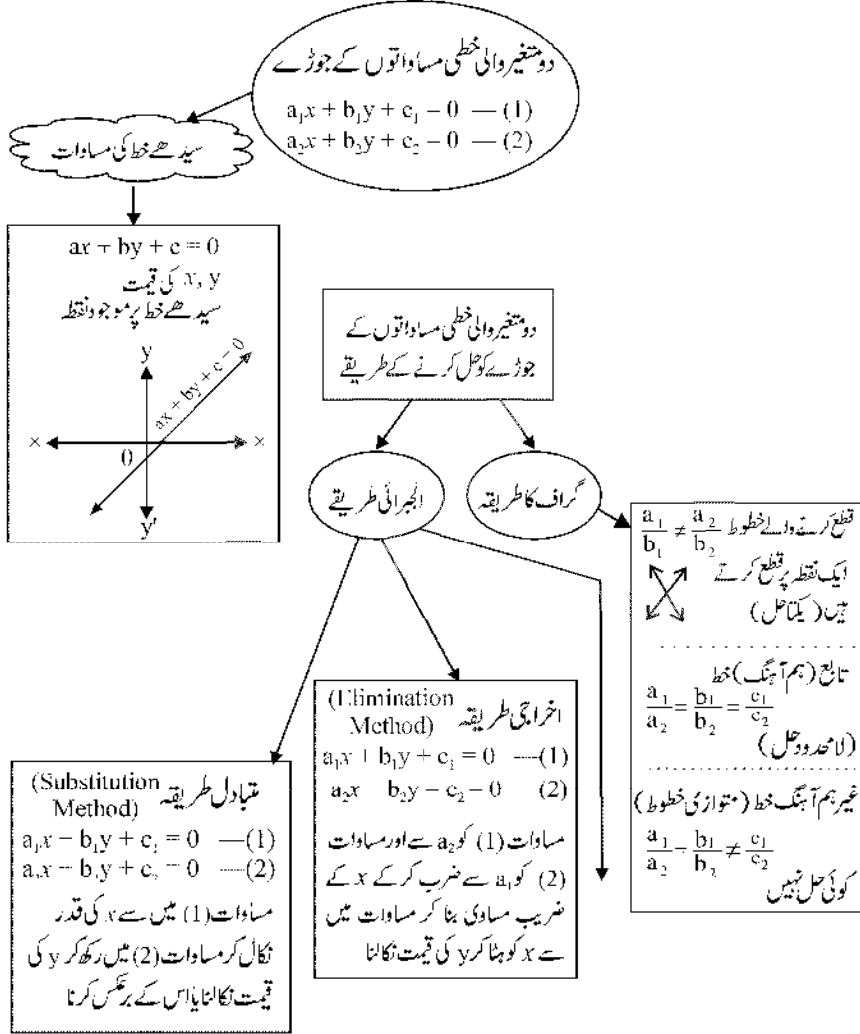 دو متغیر والی خطی مساواتوں کے جوڑے
a₁x + b₁y + c₁ – 0 — (1)
a₂x + b₂y + c₂ – 0 — (2)
سیدھے خط کی مساوات
ax + by + c = 0
x, y کی قیمت
سیدھے خط پر موجود نقطہ
y
ax + by + c = 0
× ×
0
y'
دو متغیر والی خطی مساواتوں کے
جوڑے کو حل کرنے کے طریقے
الجبرائی طریقے
گراف کا طریقہ
قطع کرنے والے خطوط a₁/b₁ ≠ a₂/b₂
ایک نقطہ پر قطع کرتے
ہیں (یکتا حل)
تابع (ہم آہنگ) خط
a₁/a₂ = b₁/b₂ = c₁/c₂
(لامحدود حل)
غیر ہم آہنگ خط (متوازی خطوط)
a₁/a₂ – b₁/b₂ ≠ c₁/c₂
کوئی حل نہیں
اخراجی طریقہ (Elimination
Method)
a₁x + b₁y + c₁ = 0 ----(1)
a₂x b₂y – c₂ – 0 (2)
مساوات (1) کو a₂ سے اور مساوات
(2) کو a₁ سے ضرب کر کے x کے
ضریب مساوی بنا کر مساوات میں
سے x کو ہٹا کر y کی قیمت نکالنا
متبادل طریقہ (Substitution
Method)
a₁x – b₁y + c₁ = 0 —(1)
a₂x – b₂y + c₂ = 0 ----(2)
مساوات (1) میں سے x کی قدر
نکال کر مساوات (2) میں رکھ کر y کی
قیمت نکالنا یا اس کے برعکس کرنا